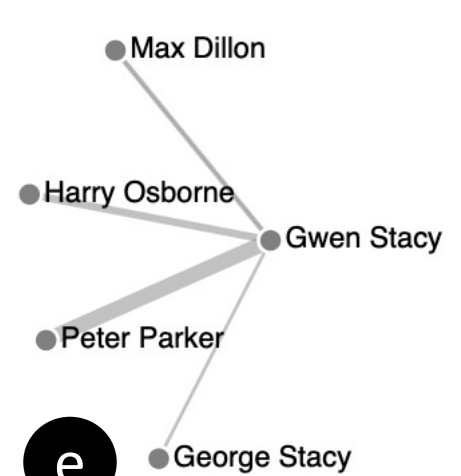 Max Dillon
Harry Osborne
Gwen Stacy
Peter Parker
George Stacy
e